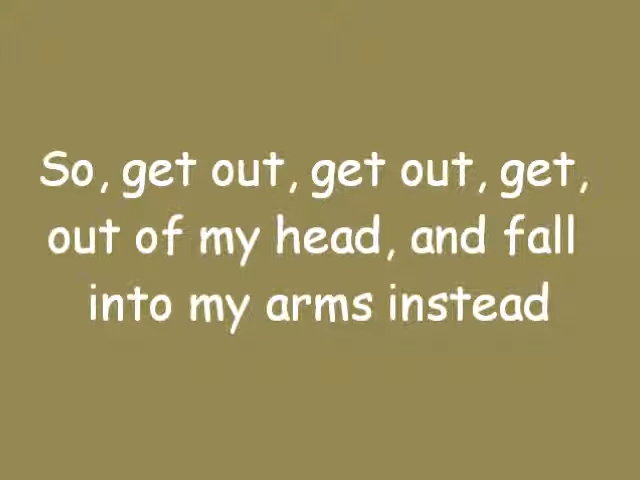 So, get out, get out, get,
out of my head, and fall
into my arms instead